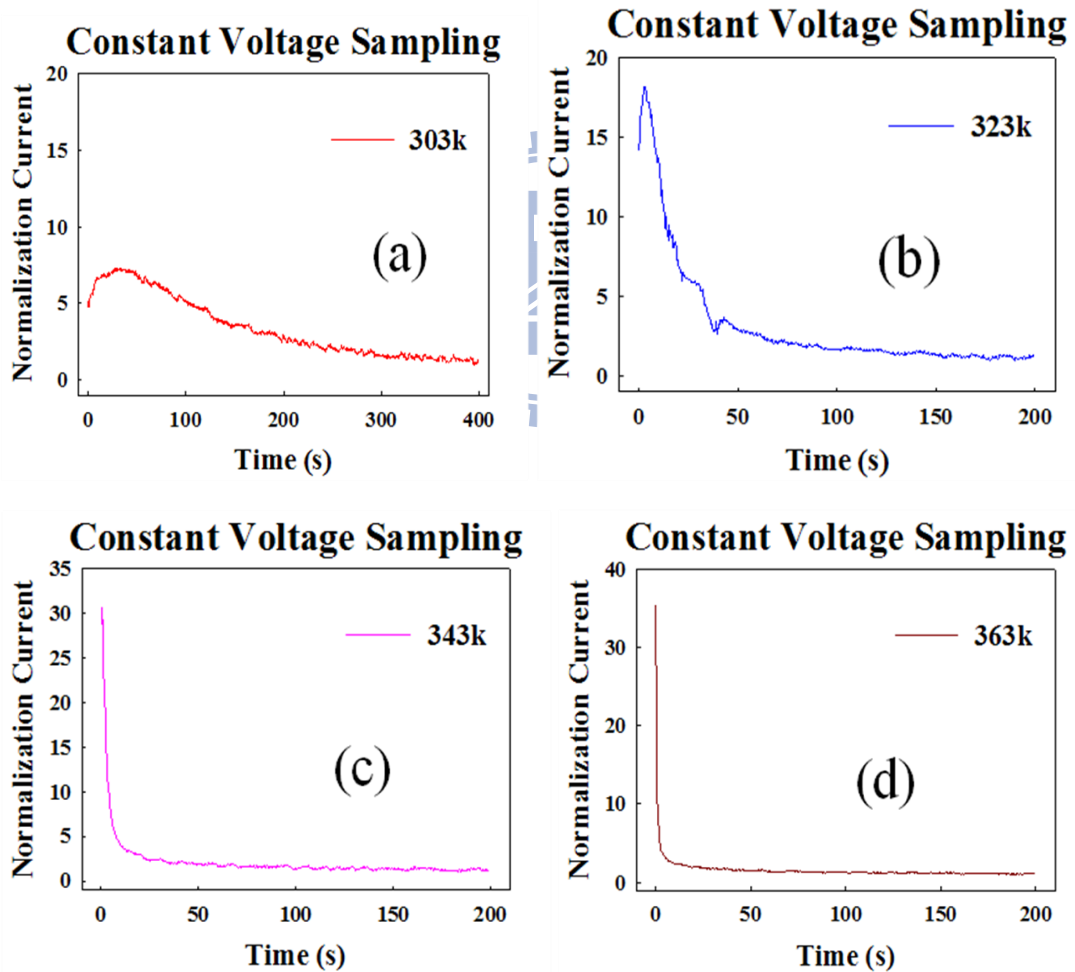 Constant Voltage Sampling
20
15
10
5
0
Normalization Current
303k
(a)
0 100 200 300 400
Time (s)
Constant Voltage Sampling
20
15
10
5
0
Normalization Current
323k
(b)
0 50 100 150 200
Time (s)
Constant Voltage Sampling
35
30
25
20
15
10
5
0
Normalization Current
343k
(c)
0 50 100 150 200
Time (s)
Constant Voltage Sampling
40
30
20
10
0
Normalization Current
363k
(d)
0 50 100 150 200
Time (s)